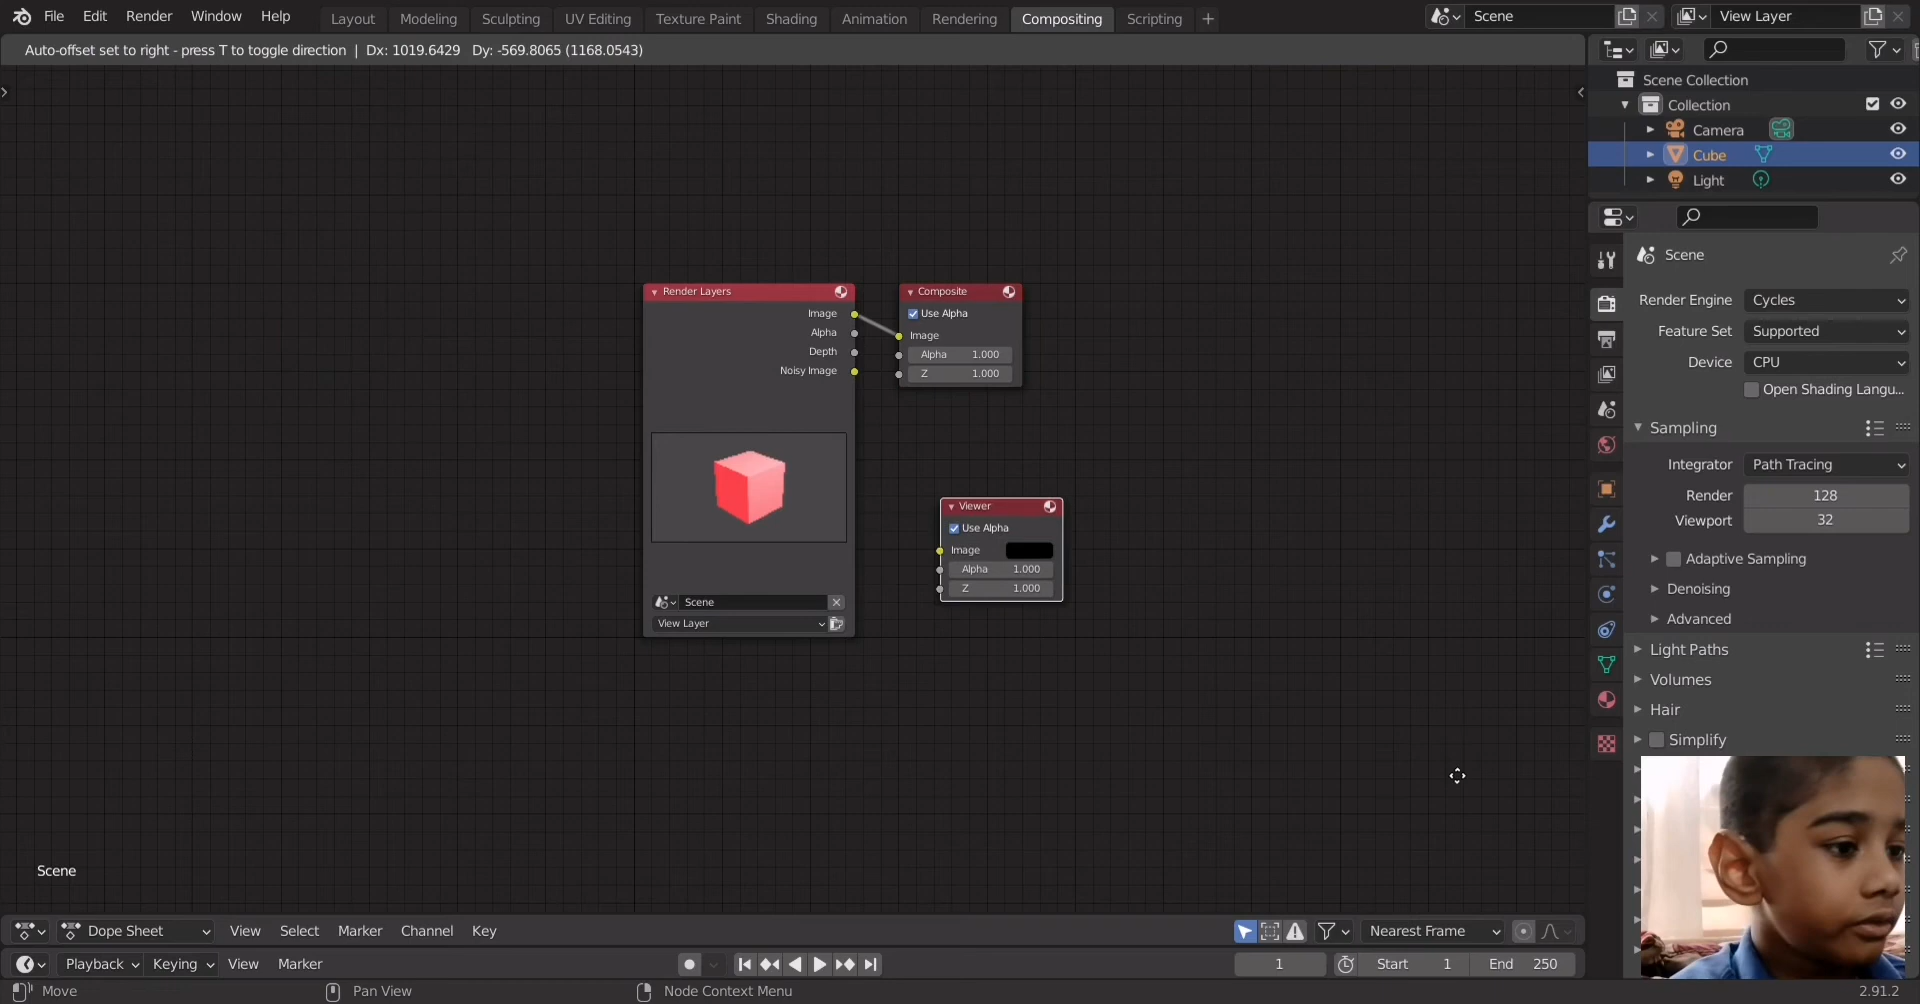 File Edit Render Window Help Layout Modeling Sculpting UV Editing Texture Paint Shading Animation Rendering Compositing Scripting + Scene View Layer
Auto-offset set to right - press T to toggle direction | Dx: 1019.6429 Dy: -569.8065 (1168.0543)
Scene Collection
Collection
Camera
Cube
Light
Scene
Render Engine Cycles
Feature Set Supported
Device CPU
Open Shading Langu...
Sampling
Integrator Path Tracing
Render 128
Viewport 32
Adaptive Sampling
Denoising
Advanced
Light Paths
Volumes
Hair
Simplify
Render Layers
Image
Alpha
Depth
Noisy Image
Scene
View Layer
Composite
Use Alpha
Image
Alpha 1.000
Z 1.000
Viewer
Use Alpha
Image
Alpha 1.000
Z 1.000
Scene
Dope Sheet View Select Marker Channel Key Nearest Frame
Playback Keying View Marker 1 Start 1 End 250
Move Pan View Node Context Menu 2.91.2